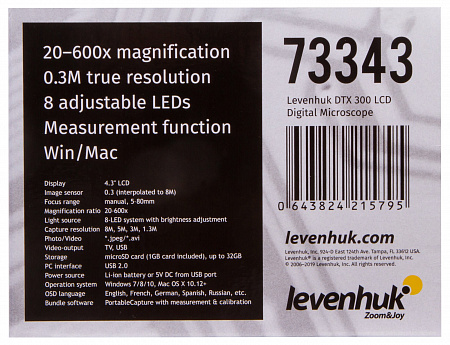 20–600x magnification
0.3M true resolution
8 adjustable LEDs
Measurement function
Win/Mac
Display 4.3" LCD
Image sensor 0.3 (interpolated to 8M)
Focus range manual, 5-80mm
Magnification ratio 20-600x
Light source 8-LED system with brightness adjustment
Capture resolution 8M, 5M, 3M, 1.3M
Photo/Video *.jpeg/*.avi
Video-output TV, USB
Storage microSD card (1GB card included), up to 32GB
PC interface USB 2.0
Power source Li-ion battery or 5V DC from USB port
Operation system Windows 7/8/10, Mac OS X 10.12+
OSD language English, French, German, Spanish, Russian, etc.
Bundle software PortableCapture with measurement & calibration
73343
Levenhuk DTX 300 LCD
Digital Microscope
0 643824 215795
levenhuk.com
Levenhuk, Inc., 924-D East 124th Ave. Tampa, FL 33612 USA.
Levenhuk® is a registered trademark of Levenhuk, Inc.
© 2006–2019 Levenhuk, Inc. All rights reserved.
levenhuk
Zoom&Joy